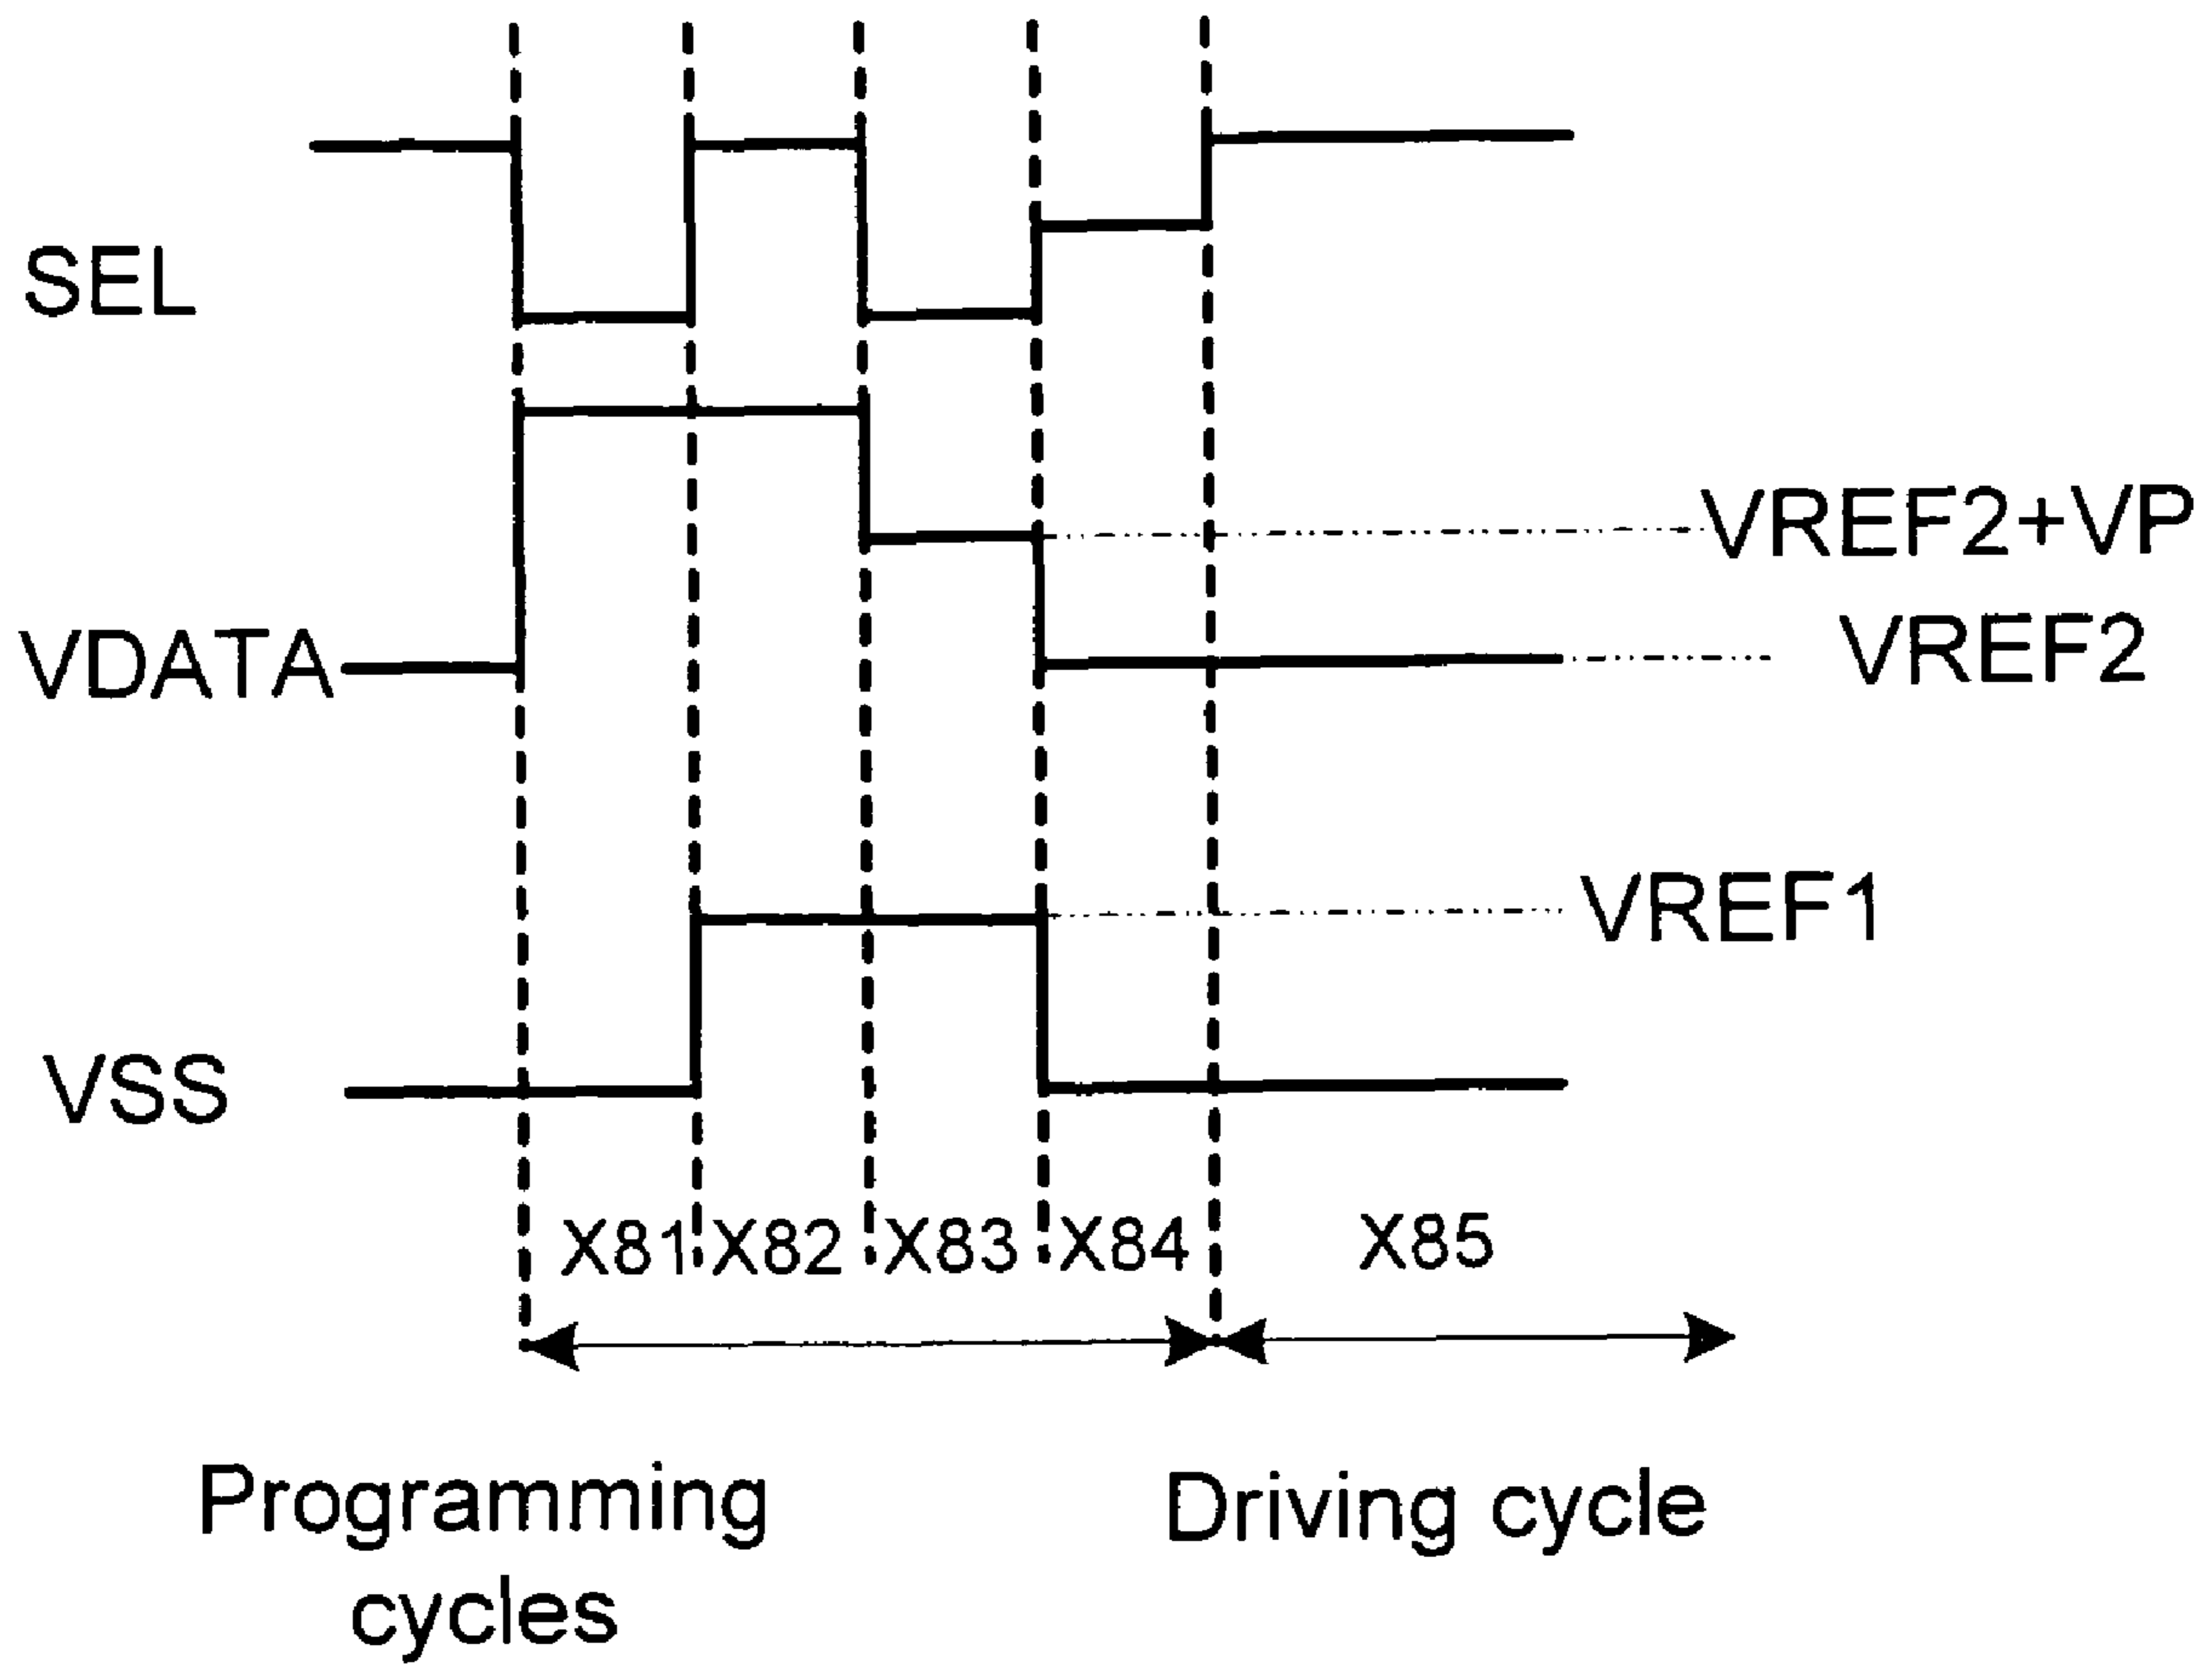 SEL
VREF2+VP
VDATA
VREF2
VREF1
VSS
X81 X82 X83 X84 X85
Programming
cycles
Driving cycle